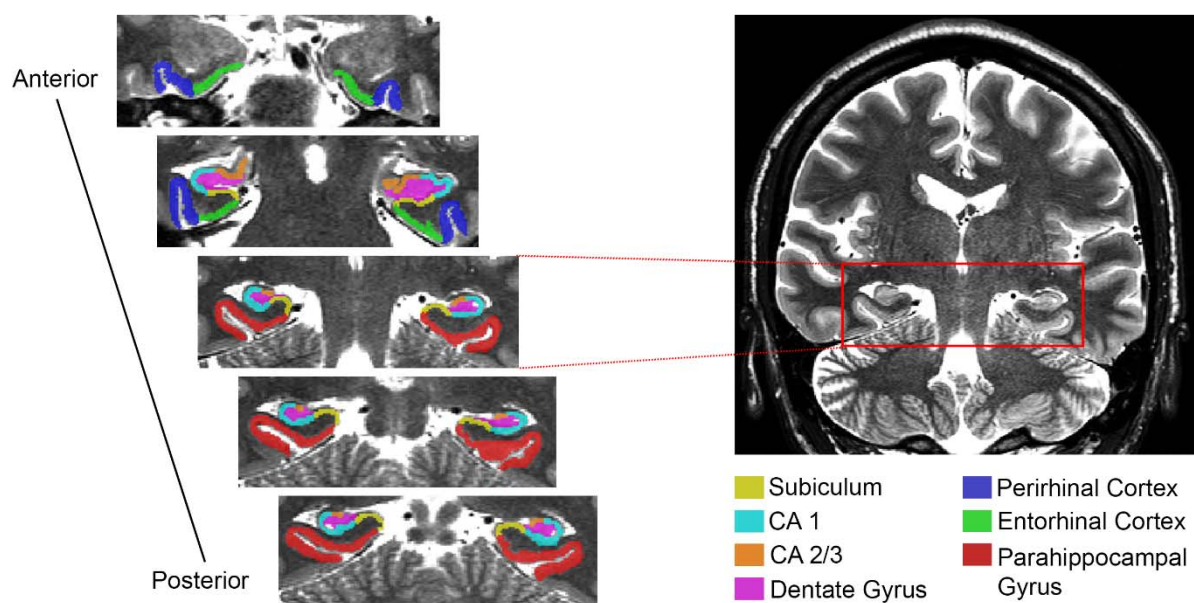 Anterior
Posterior
Subiculum
CA 1
CA 2/3
Dentate Gyrus
Perirhinal Cortex
Entorhinal Cortex
Parahippocampal
Gyrus